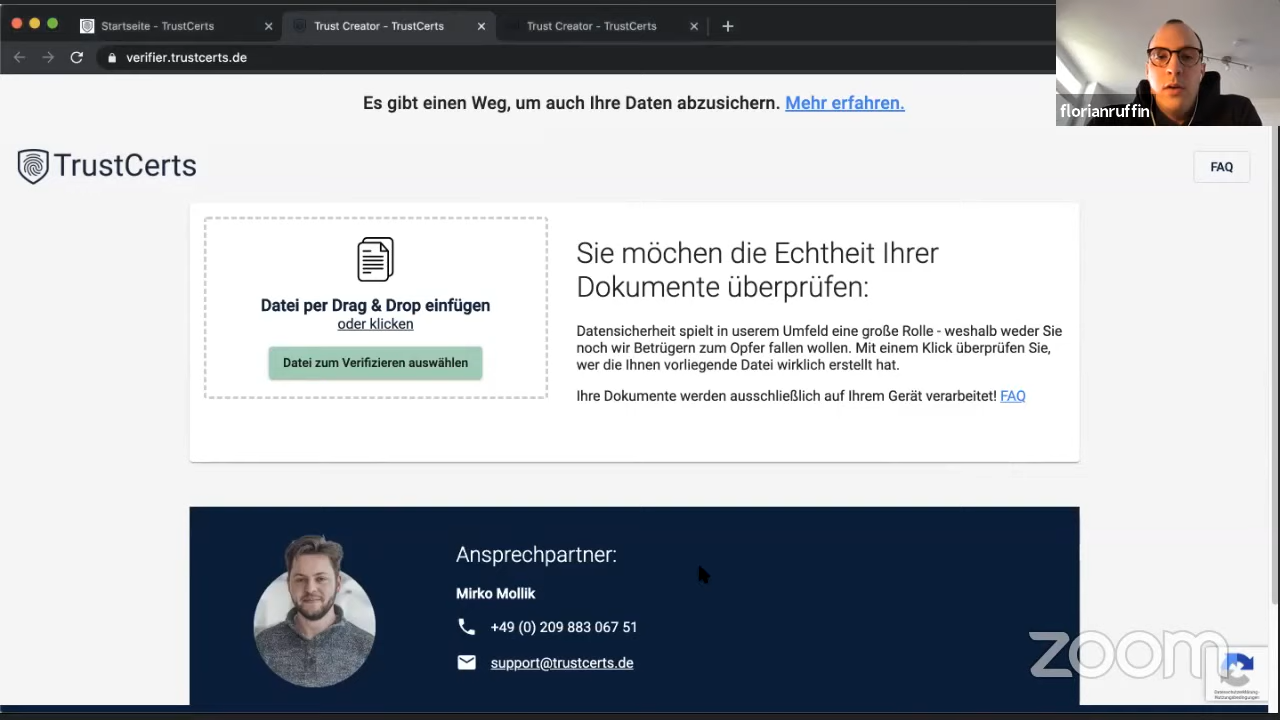 Startseite - TrustCerts
Trust Creator - TrustCerts
Trust Creator - TrustCerts
verifier.trustcerts.de
florianruffin
Es gibt einen Weg, um auch Ihre Daten abzusichern. Mehr erfahren.
TrustCerts
FAQ
Datei per Drag & Drop einfügen
oder klicken
Datei zum Verifizieren auswählen
Sie möchen die Echtheit Ihrer
Dokumente überprüfen:
Datensicherheit spielt in userem Umfeld eine große Rolle - weshalb weder Sie
noch wir Betrügern zum Opfer fallen wollen. Mit einem Klick überprüfen Sie,
wer die Ihnen vorliegende Datei wirklich erstellt hat.
Ihre Dokumente werden ausschließlich auf Ihrem Gerät verarbeitet! FAQ
Ansprechpartner:
Mirko Mollik
+49 (0) 209 883 067 51
support@trustcerts.de
zoom